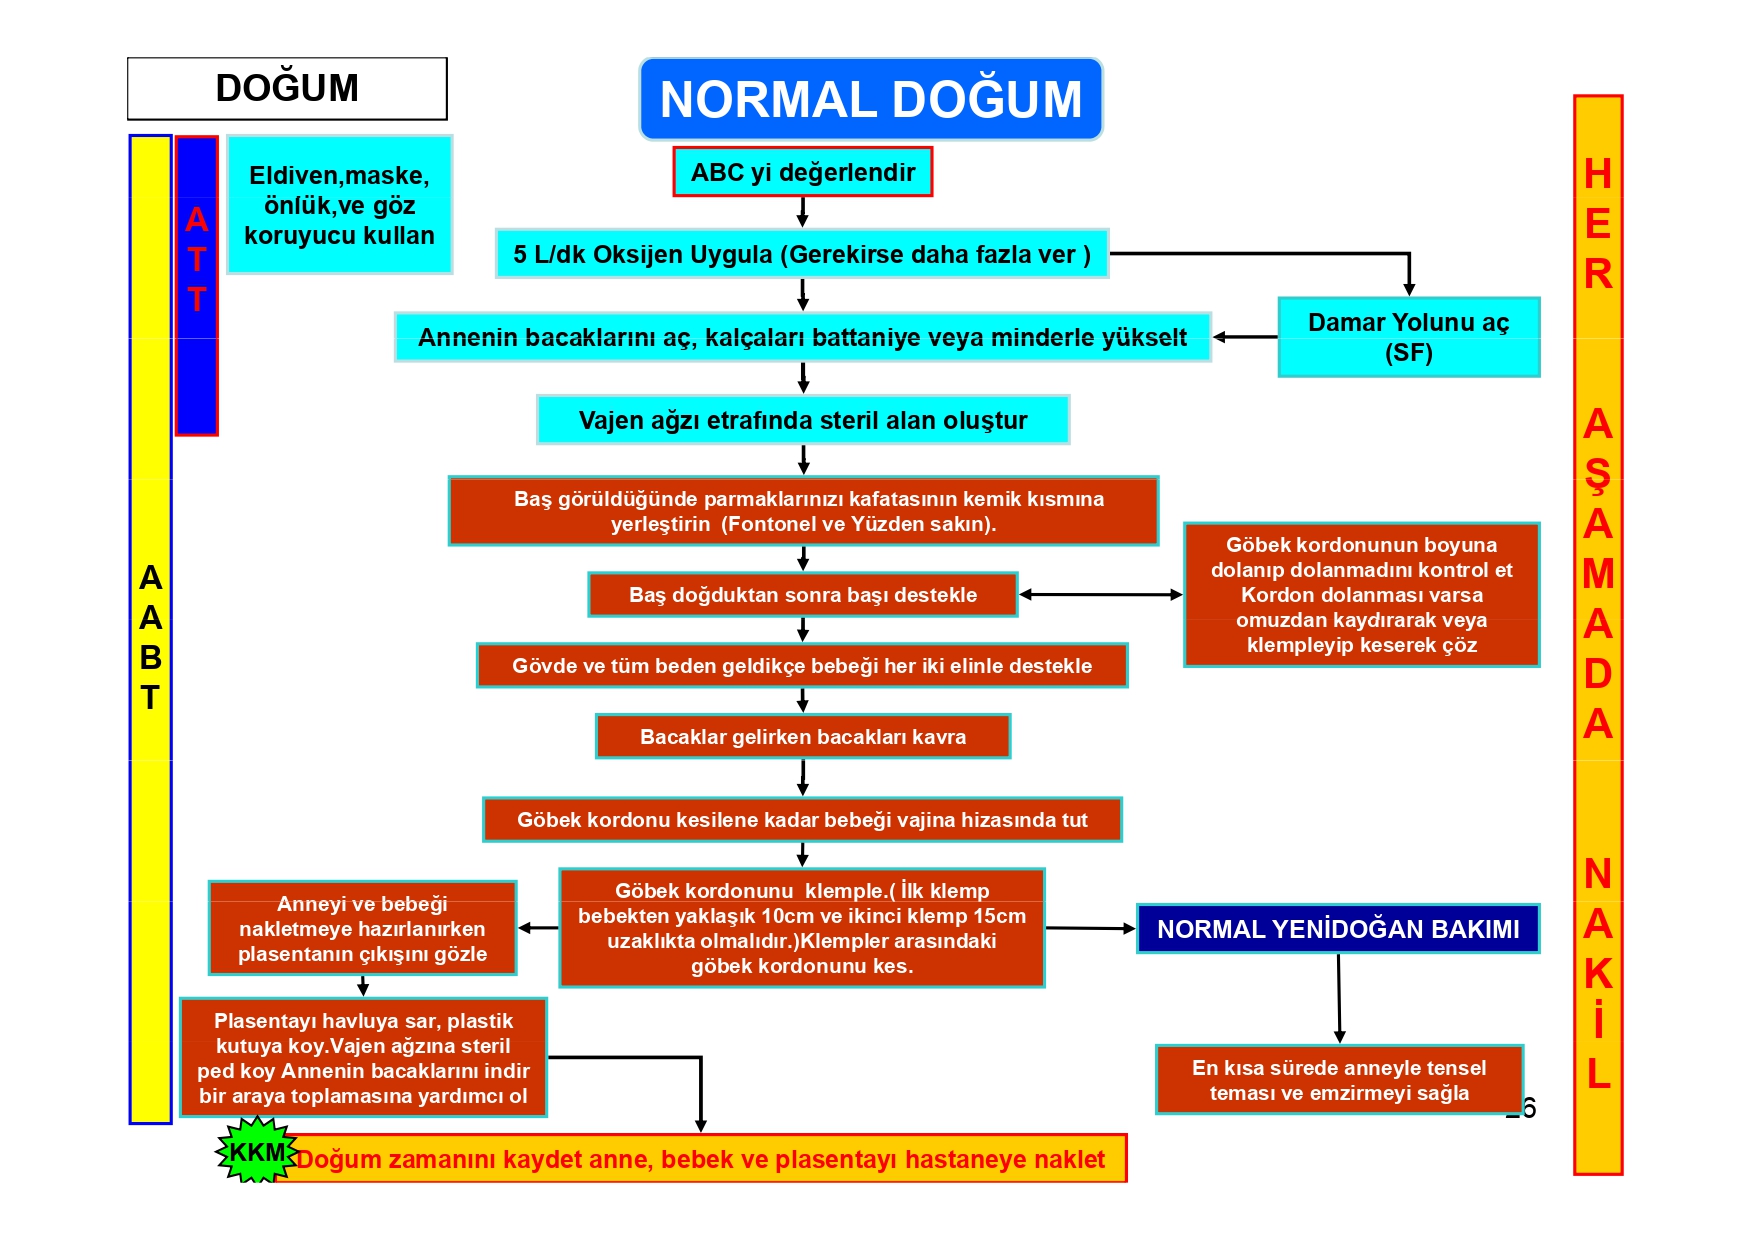 DOĞUM
NORMAL DOĞUM
HER AŞAMADA NAKİL
AABT
ATT
Eldiven,maske,
önlük,ve göz
koruyucu kullan
ABC yi değerlendir
5 L/dk Oksijen Uygula (Gerekirse daha fazla ver )
Damar Yolunu aç
(SF)
Annenin bacaklarını aç, kalçaları battaniye veya minderle yükselt
Vajen ağzı etrafında steril alan oluştur
Baş görüldüğünde parmaklarınızı kafatasının kemik kısmına
yerleştirin  (Fontonel ve Yüzden sakın).
Baş doğduktan sonra başı destekle
Göbek kordonunun boyuna
dolanıp dolanmadını kontrol et
Kordon dolanması varsa
omuzdan kaydırarak veya
klempleyip keserek çöz
Gövde ve tüm beden geldikçe bebeği her iki elinle destekle
Bacaklar gelirken bacakları kavra
Göbek kordonu kesilene kadar bebeği vajina hizasında tut
Göbek kordonunu  klemple.( İlk klemp
bebekten yaklaşık 10cm ve ikinci klemp 15cm
uzaklıkta olmalıdır.)Klempler arasındaki
göbek kordonunu kes.
Anneyi ve bebeği
nakletmeye hazırlanırken
plasentanın çıkışını gözle
NORMAL YENİDOĞAN BAKIMI
Plasentayı havluya sar, plastik
kutuya koy.Vajen ağzına steril
ped koy Annenin bacaklarını indir
bir araya toplamasına yardımcı ol
En kısa sürede anneyle tensel
teması ve emzirmeyi sağla
KKM
Doğum zamanını kaydet anne, bebek ve plasentayı hastaneye naklet